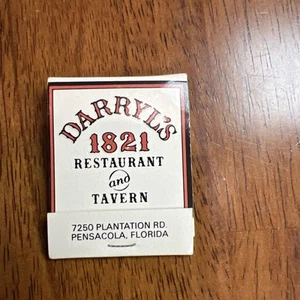 DARRYL'S
1821
RESTAURANT
and
TAVERN
7250 PLANTATION RD.
PENSACOLA, FLORIDA